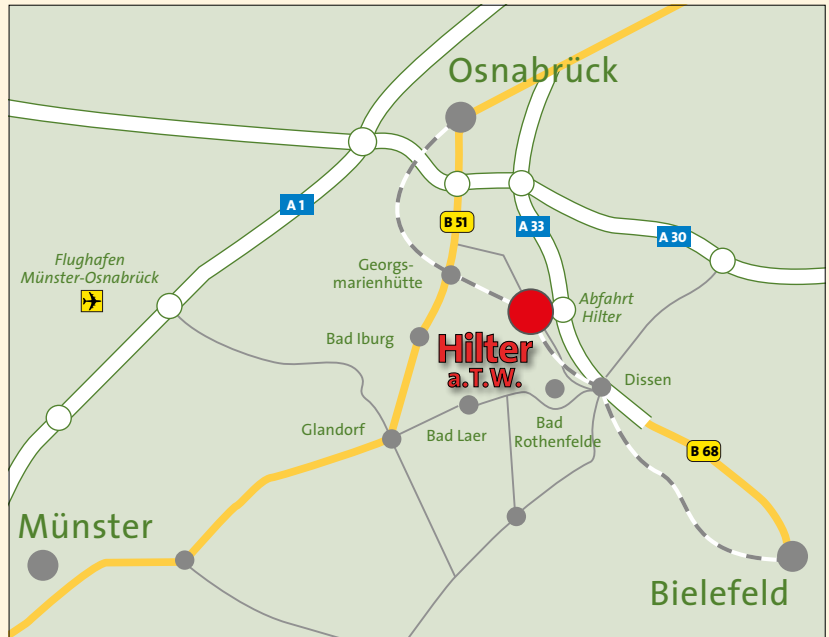 Osnabrück
A 1
B 51
A 33
A 30
Flughafen
Münster-Osnabrück
Georgs-
marienhütte
Abfahrt
Hilter
Bad Iburg
Hilter
a.T.W.
Dissen
Glandorf
Bad Laer
Bad
Rothenfelde
B 68
Münster
Bielefeld